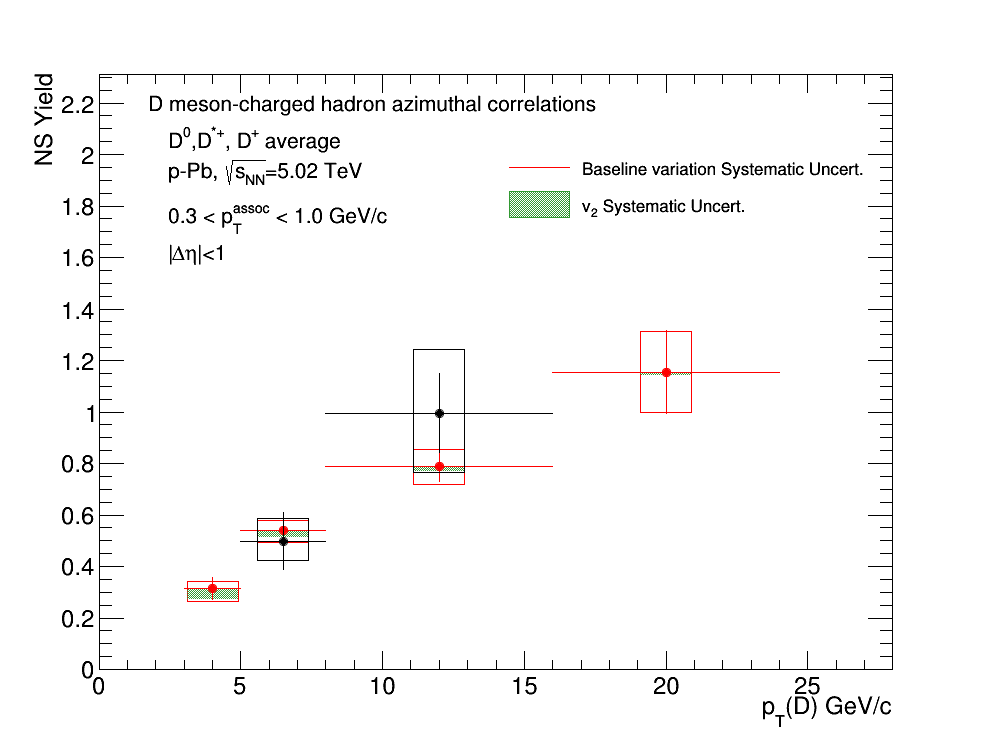 NS Yield
2.2
2
1.8
1.6
1.4
1.2
1
0.8
0.6
0.4
0.2
0
D meson-charged hadron azimuthal correlations
D⁰,D*⁺, D⁺ average
p-Pb, √s_NN=5.02 TeV
0.3 < p_T^assoc < 1.0 GeV/c
|Δη|<1
Baseline variation Systematic Uncert.
v₂ Systematic Uncert.
0 5 10 15 20 25
p_T(D) GeV/c